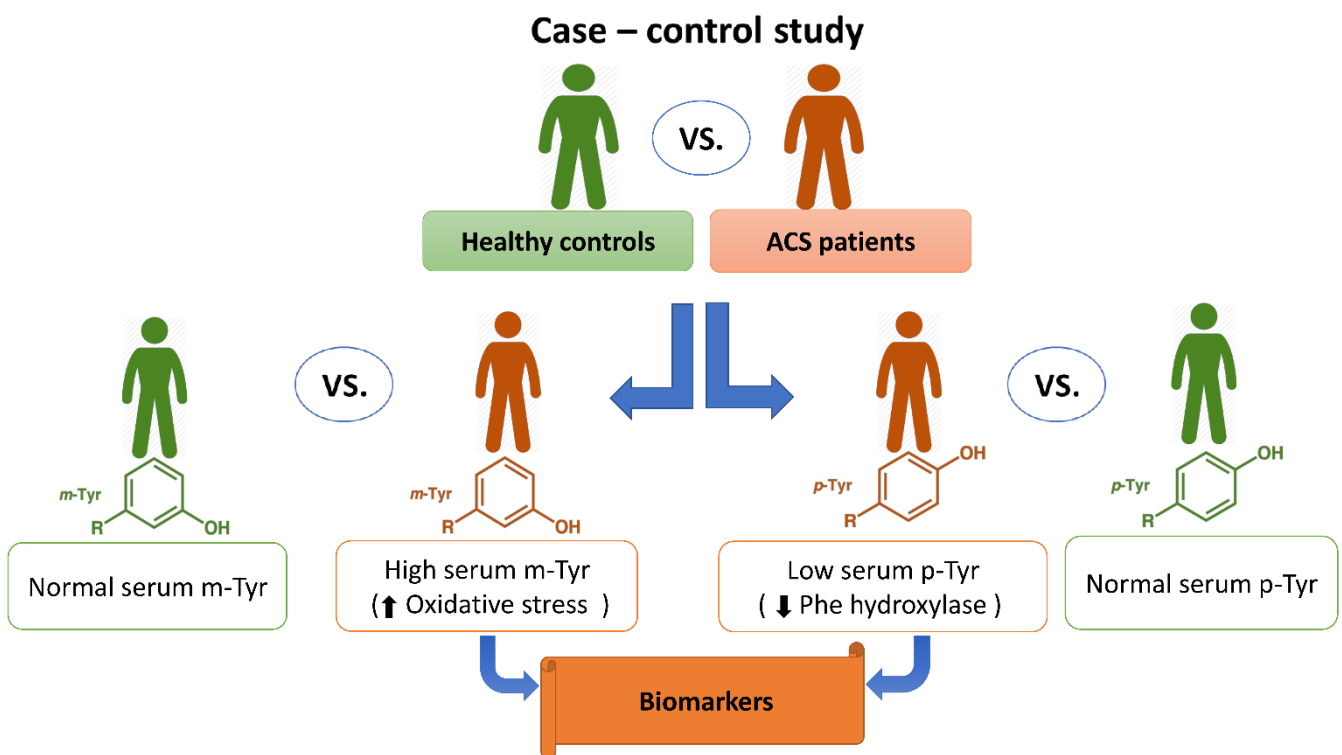 Case – control study
VS.
Healthy controls
ACS patients
VS.
VS.
m-Tyr
R
OH
m-Tyr
R
OH
p-Tyr
OH
R
p-Tyr
OH
R
Normal serum m-Tyr
High serum m-Tyr
(⬆ Oxidative stress )
Low serum p-Tyr
( ⬇ Phe hydroxylase )
Normal serum p-Tyr
Biomarkers